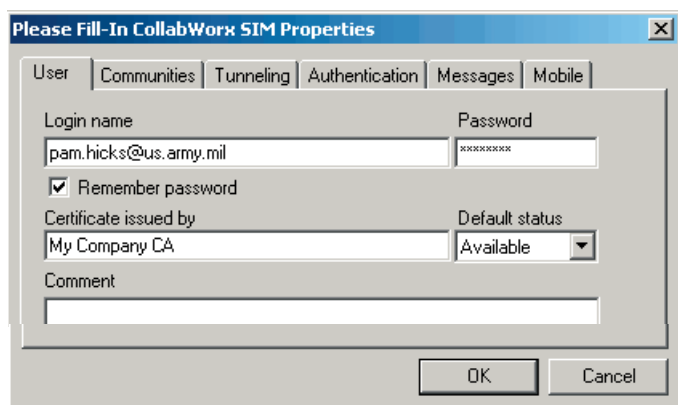 Please Fill-In CollabWorx SIM Properties
User Communities Tunneling Authentication Messages Mobile
Login name Password
pam.hicks@us.army.mil xxxxxxxx
Remember password
Certificate issued by Default status
My Company CA Available
Comment
OK Cancel